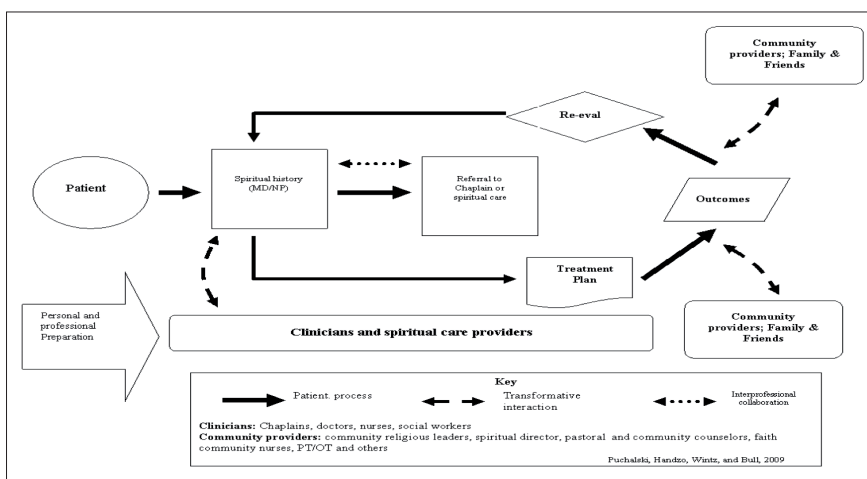 Community
providers; Family &
Friends
Re-eval
Patient
Spiritual history
(MD/NP)
Referral to
Chaplain or
spiritual care
Outcomes
Treatment
Plan
Personal and
professional
Preparation
Clinicians and spiritual care providers
Community
providers; Family &
Friends
Key
Patient. process
Transformative
interaction
Interprofessional
collaboration
Clinicians: Chaplains, doctors, nurses, social workers
Community providers: community religious leaders, spiritual director, pastoral and community counselors, faith
community nurses, PT/OT and others
Puchalski, Handzo, Wintz, and Bull, 2009